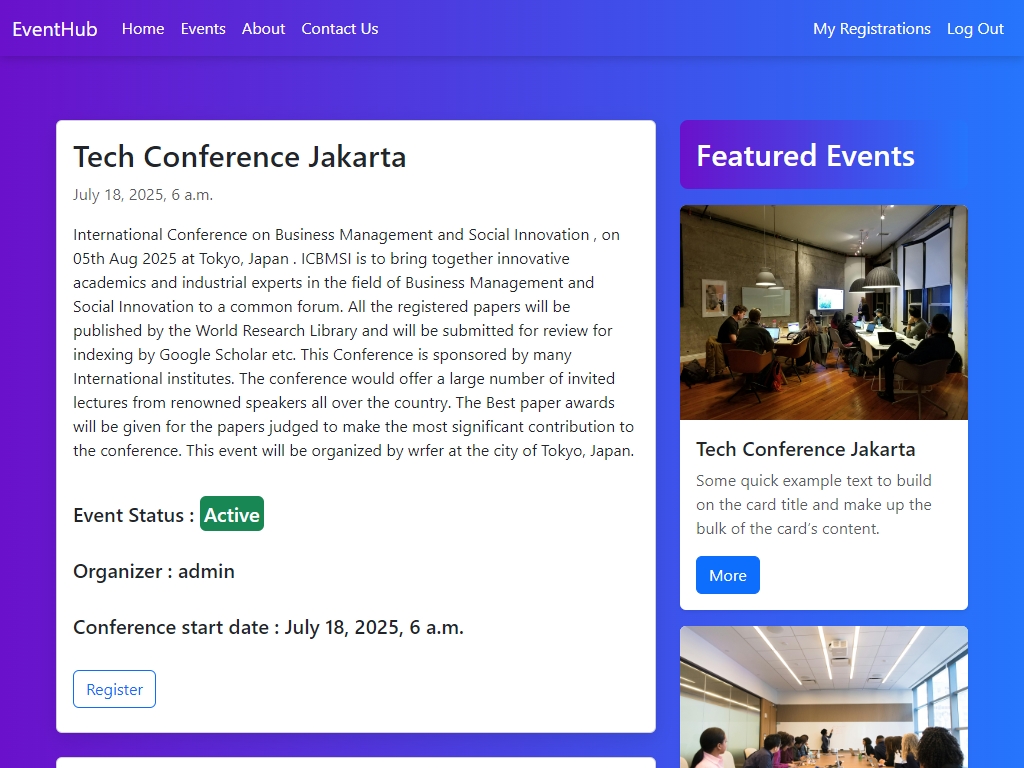 EventHub Home Events About Contact Us My Registrations Log Out
Tech Conference Jakarta
July 18, 2025, 6 a.m.
International Conference on Business Management and Social Innovation , on
05th Aug 2025 at Tokyo, Japan . ICBMSI is to bring together innovative
academics and industrial experts in the field of Business Management and
Social Innovation to a common forum. All the registered papers will be
published by the World Research Library and will be submitted for review for
indexing by Google Scholar etc. This Conference is sponsored by many
International institutes. The conference would offer a large number of invited
lectures from renowned speakers all over the country. The Best paper awards
will be given for the papers judged to make the most significant contribution to
the conference. This event will be organized by wrfer at the city of Tokyo, Japan.
Event Status : Active
Organizer : admin
Conference start date : July 18, 2025, 6 a.m.
Register
Featured Events
Tech Conference Jakarta
Some quick example text to build
on the card title and make up the
bulk of the card's content.
More